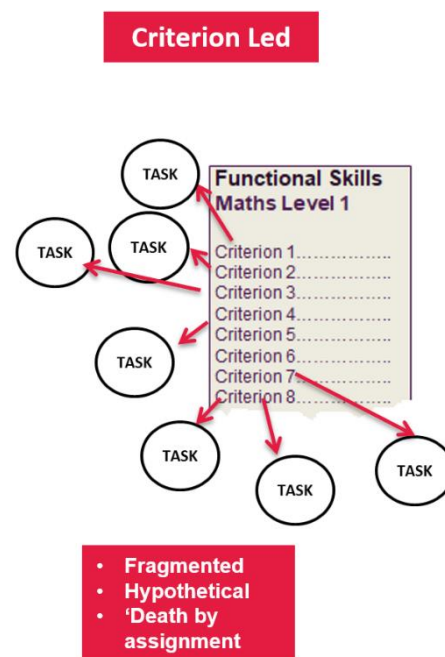 Criterion Led
TASK
Functional Skills
Maths Level 1
TASK
TASK
Criterion 1................
Criterion 2................
Criterion 3................
Criterion 4................
Criterion 5................
Criterion 6................
Criterion 7................
Criterion 8................
TASK
TASK
TASK
TASK
• Fragmented
• Hypothetical
• ‘Death by
assignment